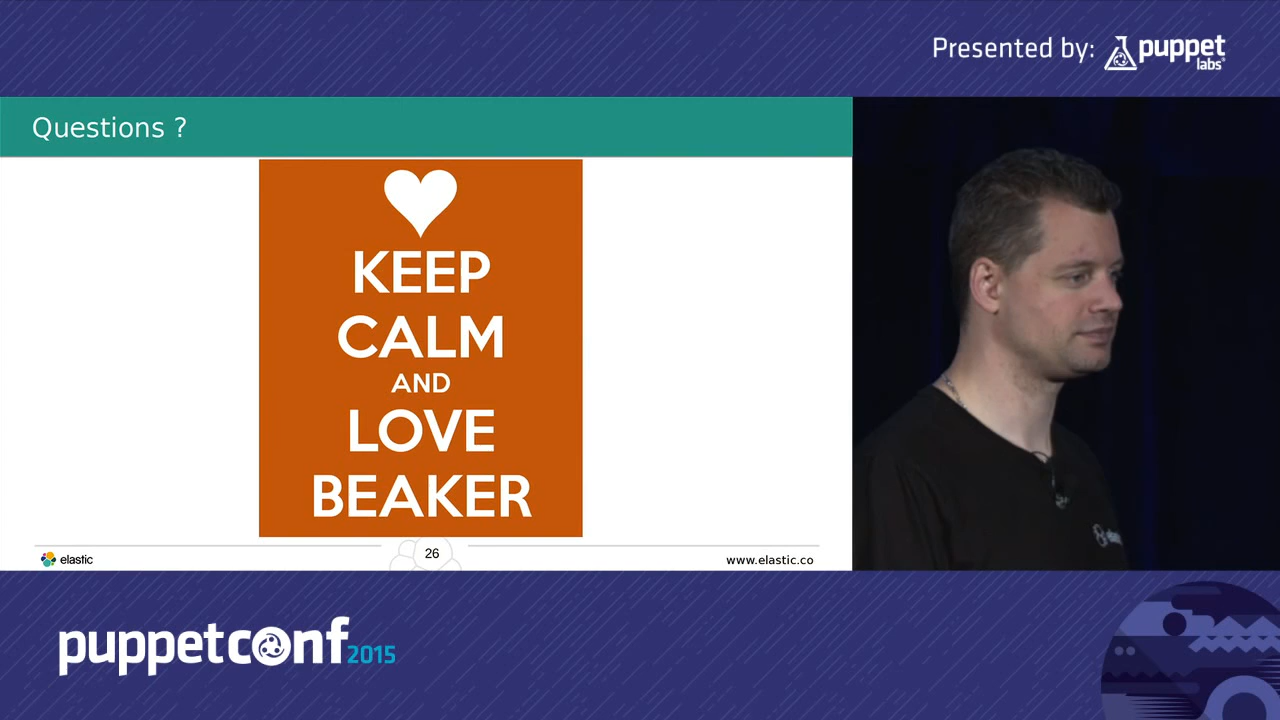 Presented by: puppet labs
Questions ?
KEEP
CALM
AND
LOVE
BEAKER
elastic
26
www.elastic.co
puppetconf 2015